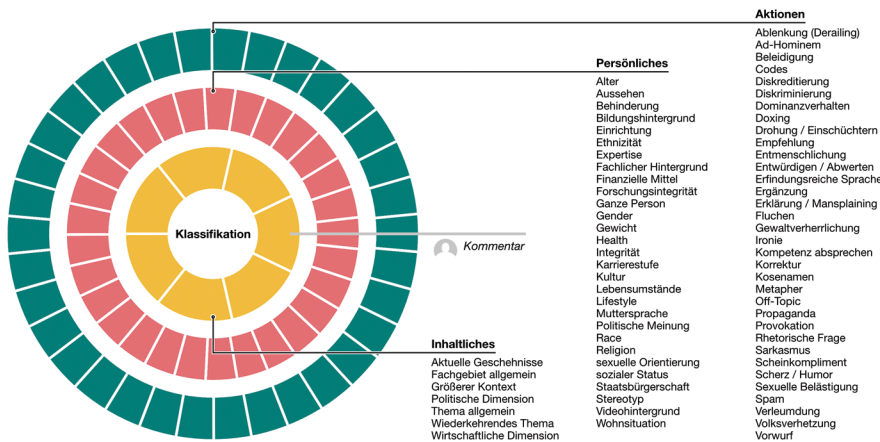 Klassifikation
Kommentar
Inhaltliches
Aktuelle Geschehnisse
Fachgebiet allgemein
Größerer Kontext
Politische Dimension
Thema allgemein
Wiederkehrendes Thema
Wirtschaftliche Dimension
Persönliches
Alter
Aussehen
Behinderung
Bildungshintergrund
Einrichtung
Ethnizität
Expertise
Fachlicher Hintergrund
Finanzielle Mittel
Forschungsintegrität
Ganze Person
Gender
Gewicht
Health
Integrität
Karrierestufe
Kultur
Lebensumstände
Lifestyle
Muttersprache
Politische Meinung
Race
Religion
sexuelle Orientierung
sozialer Status
Staatsbürgerschaft
Stereotyp
Videohintergrund
Wohnsituation
Aktionen
Ablenkung (Derailing)
Ad-Hominem
Beleidigung
Codes
Diskreditierung
Diskriminierung
Dominanzverhalten
Doxing
Drohung / Einschüchtern
Empfehlung
Entmenschlichung
Entwürdigen / Abwerten
Erfindungsreiche Sprache
Ergänzung
Erklärung / Mansplaining
Fluchen
Gewaltverherrlichung
Ironie
Kompetenz absprechen
Korrektur
Kosenamen
Metapher
Off-Topic
Propaganda
Provokation
Rhetorische Frage
Sarkasmus
Scheinkompliment
Scherz / Humor
Sexuelle Belästigung
Spam
Verleumdung
Volksverhetzung
Vorwurf